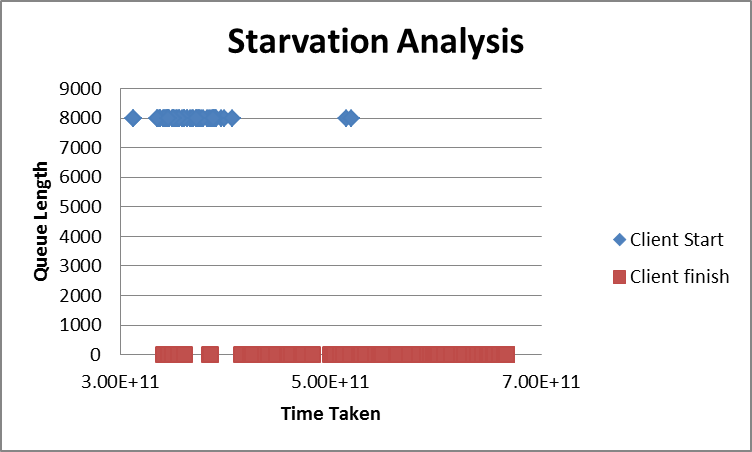 Starvation Analysis
9000
8000
7000
6000
5000
4000
3000
2000
1000
0
Queue Length
3.00E+11 5.00E+11 7.00E+11
Time Taken
Client Start
Client finish